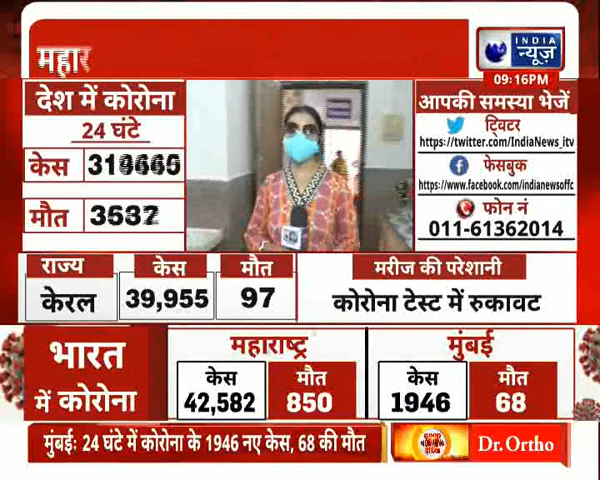 महार
INDIA
न्यूज़
09:16PM
देश में कोरोना
24 घंटे
केस
मौत
आपकी समस्या भेजें
ट्विटर
https://twitter.com/IndiaNews_itv
फेसबुक
https://www.facebook.com/indianewsoffc
फोन नं
011-61362014
राज्य केस मौत मरीज की परेशानी
केरल 39,955 97 कोरोना टेस्ट में रुकावट
भारत
में कोरोना
महाराष्ट्र
केस मौत
42,582 850
मुंबई
केस मौत
1946 68
मुंबई: 24 घंटे में कोरोना के 1946 नए केस, 68 की मौत
Dr. Ortho